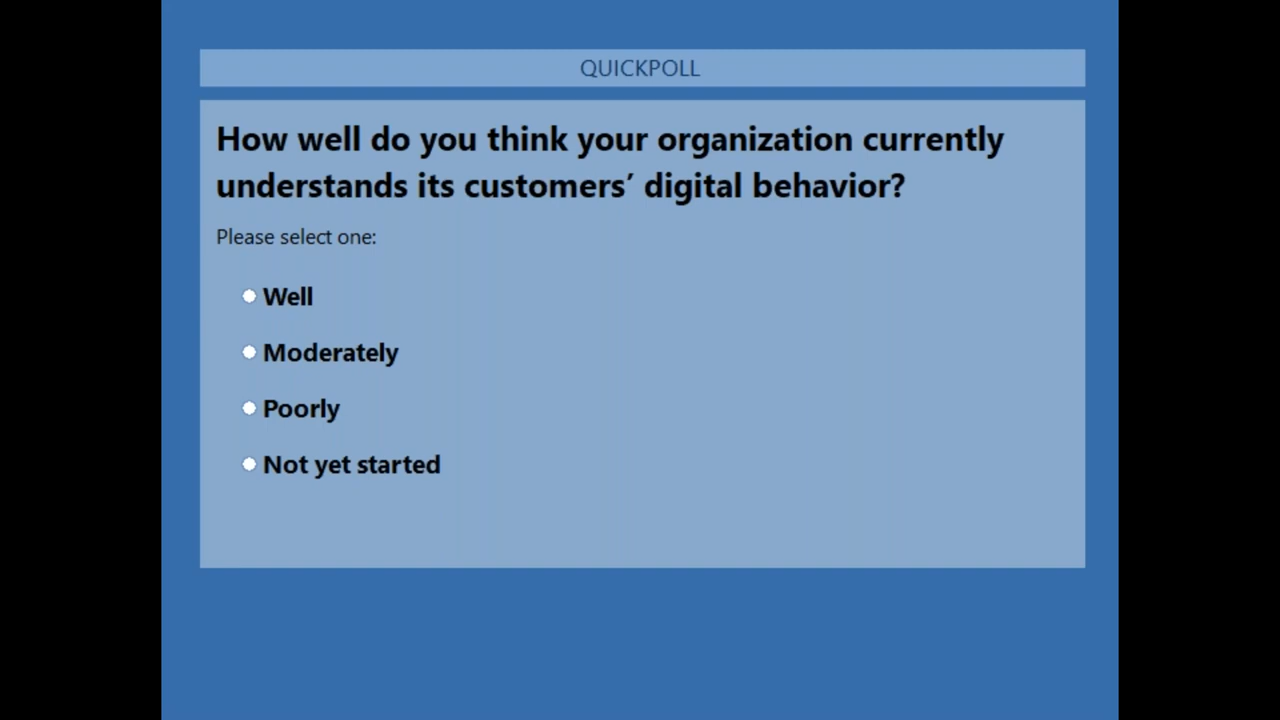 QUICKPOLL
How well do you think your organization currently
understands its customers’ digital behavior?
Please select one:
Well
Moderately
Poorly
Not yet started